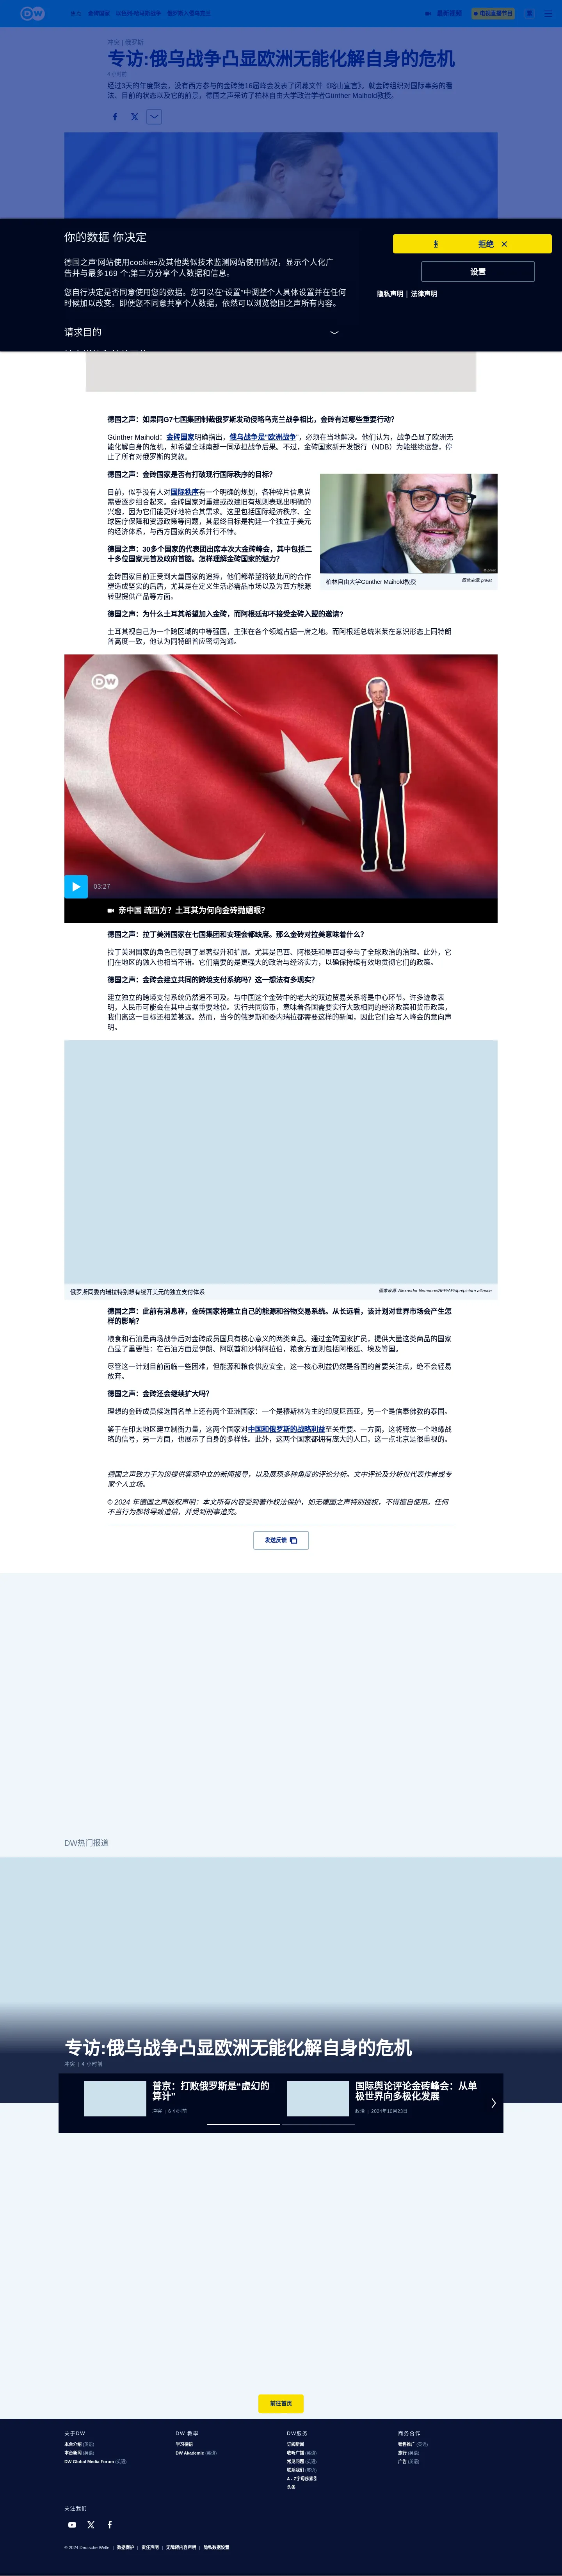 焦点
金砖国家
以色列-哈马斯战争
俄罗斯入侵乌克兰
最新视频
电视直播节目
冲突 | 俄罗斯
专访:俄乌战争凸显欧洲无能化解自身的危机
4 小时前
经过3天的年度聚会，没有西方参与的金砖第16届峰会发表了闭幕文件《喀山宣言》。就金砖组织对国际事务的看
法、目前的状态以及它的前景，德国之声采访了柏林自由大学政治学者Günther Maihold教授。
你的数据 你决定
德国之声'网站使用cookies及其他类似技术监测网站使用情况，显示个人化广
告并与最多169 个;第三方分享个人数据和信息。
您自行决定是否同意使用您的数据。您可以在“设置”中调整个人具体设置并在任何
时候加以改变。即便您不同意共享个人数据，依然可以浏览德国之声所有内容。
请求目的
拒绝
设置
隐私声明 | 法律声明
德国之声：如果同G7七国集团制裁俄罗斯发动侵略乌克兰战争相比，金砖有过哪些重要行动?
Günther Maihold：金砖国家明确指出，俄乌战争是"欧洲战争"，必须在当地解决。他们认为，战争凸显了欧洲无
能化解自身的危机，却希望全球南部一同承担战争后果。不过，金砖国家新开发银行（NDB）为能继续运营，停
止了所有对俄罗斯的贷款。
德国之声：金砖国家是否有打破现行国际秩序的目标？
目前，似乎没有人对国际秩序有一个明确的规划，各种碎片信息尚
需要逐步组合起来。金砖国家对重建或改建旧有规则表现出明确的
兴趣，因为它们能更好地符合其需求。这里包括国际经济秩序、全
球医疗保障和资源政策等问题，其最终目标是构建一个独立于美元
的经济体系，与西方国家的关系并行不悖。
© privat
柏林自由大学Günther Maihold教授
图像来源: privat
德国之声：30多个国家的代表团出席本次大金砖峰会，其中包括二
十多位国家元首及政府首脑。怎样理解金砖国家的魅力？
金砖国家目前正受到大量国家的追捧，他们都希望将彼此间的合作
塑造成坚实的后盾，尤其是在定义生活必需品市场以及为西方能源
转型提供产品等方面。
德国之声：为什么土耳其希望加入金砖，而阿根廷却不接受金砖入盟的邀请?
土耳其视自己为一个跨区域的中等强国，主张在各个领域占据一席之地。而阿根廷总统米莱在意识形态上同特朗
普高度一致，他认为同特朗普应密切沟通。
DW
03:27
亲中国 疏西方？土耳其为何向金砖抛媚眼？
德国之声：拉丁美洲国家在七国集团和安理会都缺席。那么金砖对拉美意味着什么？
拉丁美洲国家的角色已得到了显著提升和扩展。尤其是巴西、阿根廷和墨西哥参与了全球政治的治理。此外，它
们在地区的融入也相当不错。它们需要的是更强大的政治与经济实力，以确保持续有效地贯彻它们的政策。
德国之声：金砖会建立共同的跨境支付系统吗？这一想法有多现实?
建立独立的跨境支付系统仍然遥不可及。与中国这个金砖中的老大的双边贸易关系将是中心环节。许多迹象表
明，人民币可能会在其中占据重要地位。实行共同货币，意味着各国需要实行大致相同的经济政策和货币政策，
我们离这一目标还相差甚远。然而，当今的俄罗斯和委内瑞拉都需要这样的新闻，因此它们会写入峰会的意向声
明。
俄罗斯同委内瑞拉特别想有绕开美元的独立支付体系
图像来源: Alexander Nemenov/AFP/AP/dpa/picture alliance
德国之声：此前有消息称，金砖国家将建立自己的能源和谷物交易系统。从长远看，该计划对世界市场会产生怎
样的影响？
粮食和石油是两场战争后对金砖成员国具有核心意义的两类商品。通过金砖国家扩员，提供大量这类商品的国家
凸显了重要性：在石油方面是伊朗、阿联酋和沙特阿拉伯，粮食方面则包括阿根廷、埃及等国。
尽管这一计划目前面临一些困难，但能源和粮食供应安全，这一核心利益仍然是各国的首要关注点，绝不会轻易
放弃。
德国之声：金砖还会继续扩大吗？
理想的金砖成员候选国名单上还有两个亚洲国家：一个是穆斯林为主的印度尼西亚，另一个是信奉佛教的泰国。
鉴于在印太地区建立制衡力量，这两个国家对中国和俄罗斯的战略利益至关重要。一方面，这将释放一个地缘战
略的信号，另一方面，也展示了自身的多样性。此外，这两个国家都拥有庞大的人口，这一点北京是很重视的。
德国之声致力于为您提供客观中立的新闻报导，以及展现多种角度的评论分析。文中评论及分析仅代表作者或专
家个人立场。
© 2024 年德国之声版权声明：本文所有内容受到著作权法保护，如无德国之声特别授权，不得擅自使用。任何
不当行为都将导致追偿，并受到刑事追究。
发送反馈
DW热门报道
专访:俄乌战争凸显欧洲无能化解自身的危机
冲突 | 4 小时前
普京：打败俄罗斯是“虚幻的
算计”
冲突 | 6 小时前
国际舆论评论金砖峰会：从单
极世界向多极化发展
政治 | 2024年10月23日
前往首页
关于DW
本台介绍 (英语)
本台新闻 (英语)
DW Global Media Forum (英语)
DW 教學
学习德语
DW Akademie (英语)
DW服务
订阅新闻
收听广播 (英语)
常见问题 (英语)
联系我们 (英语)
A - Z字母序索引
头条
商务合作
销售推广 (英语)
旅行 (英语)
广告 (英语)
关注我们
© 2024 Deutsche Welle | 数据保护 | 责任声明 | 无障碍内容声明 | 隐私数据设置